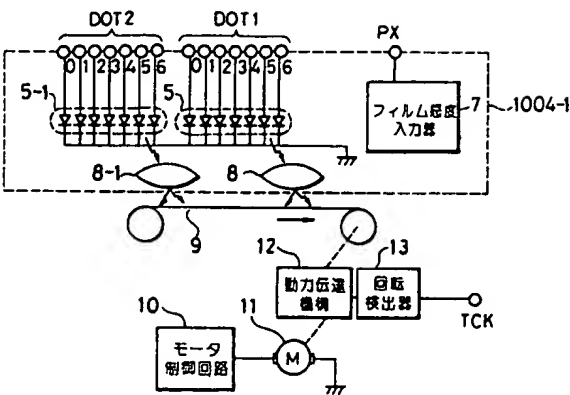 DOT2 DOT1 PX
0 1 2 3 4 5 6 0 1 2 3 4 5 6
5-1 5
フィルム感度
入力器
7 1004-1
8-1 8
9
12 13
動力伝達
機構
回転
検出器
TCK
10 11
モータ
制御回路
M